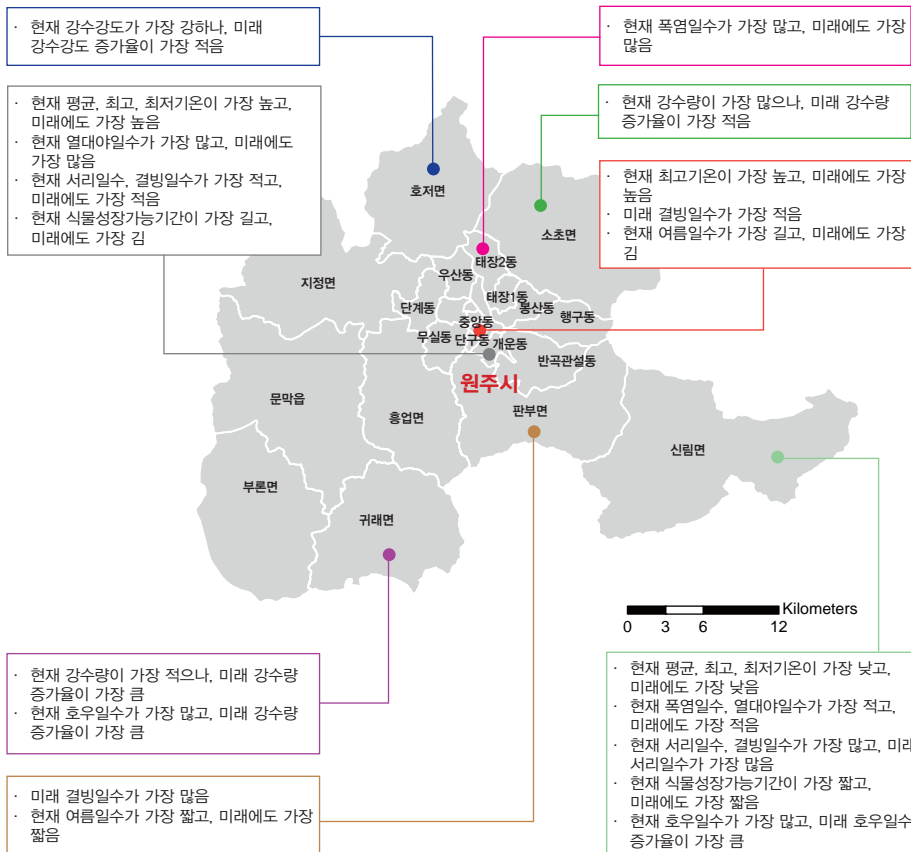 · 현재 강수강도가 가장 강하나, 미래
강수강도 증가율이 가장 적음
· 현재 평균, 최고, 최저기온이 가장 높고,
미래에도 가장 높음
· 현재 열대야일수가 가장 많고, 미래에도
가장 많음
· 현재 서리일수, 결빙일수가 가장 적고,
미래에도 가장 적음
· 현재 식물성장가능기간이 가장 길고,
미래에도 가장 김
· 현재 폭염일수가 가장 많고, 미래에도 가장
많음
· 현재 강수량이 가장 많으나, 미래 강수량
증가율이 가장 적음
· 현재 최고기온이 가장 높고, 미래에도 가장
높음
· 미래 결빙일수가 가장 적음
· 현재 여름일수가 가장 길고, 미래에도 가장
김
호저면
소초면
태장2동
우산동
지정면
태장1동
단계동
봉산동
행구동
중앙동
무실동
단구동
개운동
반곡관설동
원주시
문막읍
흥업면
판부면
신림면
부론면
귀래면
Kilometers
0 3 6 12
· 현재 강수량이 가장 적으나, 미래 강수량
증가율이 가장 큼
· 현재 호우일수가 가장 많고, 미래 강수량
증가율이 가장 큼
· 미래 결빙일수가 가장 많음
· 현재 여름일수가 가장 짧고, 미래에도 가장
짧음
· 현재 평균, 최고, 최저기온이 가장 낮고,
미래에도 가장 낮음
· 현재 폭염일수, 열대야일수가 가장 적고,
미래에도 가장 적음
· 현재 서리일수, 결빙일수가 가장 많고, 미래
서리일수가 가장 많음
· 현재 식물성장가능기간이 가장 짧고,
미래에도 가장 짧음
· 현재 호우일수가 가장 많고, 미래 호우일수
증가율이 가장 큼